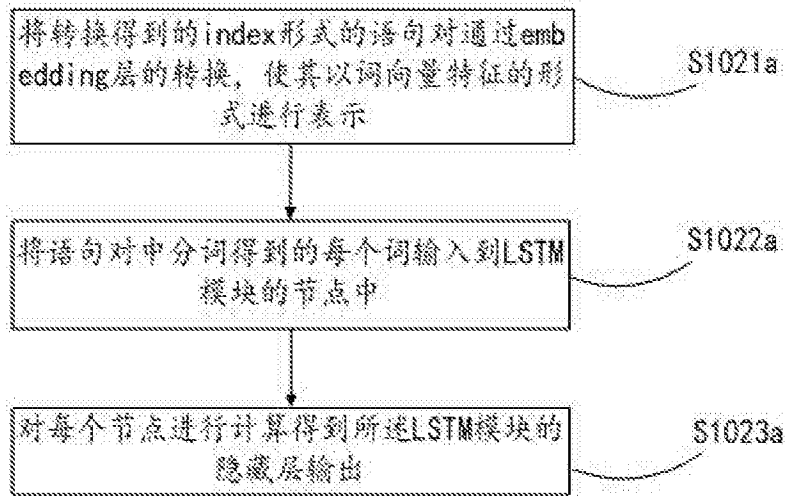 将转换得到的index形式的语句对通过emb
edding层的转换，使其以词向量特征的形
式进行表示
S1021a
将语句对中分词得到的每个词输入到LSTM
模块的节点中
S1022a
对每个节点进行计算得到所述LSTM模块的
隐藏层输出
S1023a